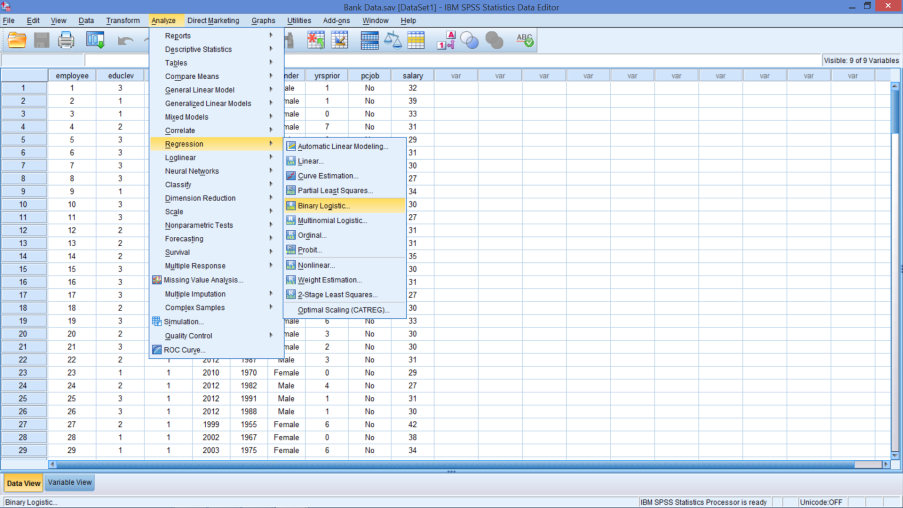 Bank Data.sav [DataSet1] - IBM SPSS Statistics Data Editor
File Edit View Data Transform Analyze Direct Marketing Graphs Utilities Add-ons Window Help
Visible: 9 of 9 Variables
employee educlev nder yrsprior pcjob salary var var var var var var var var var var
Reports
Descriptive Statistics
Tables
Compare Means
General Linear Model
Generalized Linear Models
Mixed Models
Correlate
Regression
Loglinear
Neural Networks
Classify
Dimension Reduction
Scale
Nonparametric Tests
Forecasting
Survival
Multiple Response
Missing Value Analysis...
Multiple Imputation
Complex Samples
Simulation...
Quality Control
ROC Curve...
Automatic Linear Modeling...
Linear...
Curve Estimation...
Partial Least Squares...
Binary Logistic...
Multinomial Logistic...
Ordinal...
Probit...
Nonlinear...
Weight Estimation...
2-Stage Least Squares...
Optimal Scaling (CATREG)...
1 1 3 ale 1 No 32
2 2 1 male 1 No 39
3 3 1 male 0 No 33
4 4 2 male 7 No 31
5 5 3 29
6 6 3 31
7 7 3 30
8 8 3 27
9 9 1 34
10 10 3 30
11 11 3 27
12 12 2 31
13 13 2 31
14 14 2 35
15 15 3 30
16 16 3 31
17 17 3 27
18 18 2 30
19 19 3 male 6 No 33
20 20 2 male 3 No 30
21 21 3 male 2 No 30
22 22 2 1 2012 1987 Male 3 No 31
23 23 1 1 2010 1970 Female 0 No 29
24 24 2 1 2012 1982 Male 4 No 27
25 25 3 1 2012 1991 Male 1 No 31
26 26 3 1 2012 1988 Male 1 No 30
27 27 2 1 1999 1955 Female 6 No 42
28 28 1 1 2002 1967 Female 0 No 38
29 29 1 1 2003 1975 Female 6 No 34
Data View Variable View
Binary Logistic... IBM SPSS Statistics Processor is ready Unicode:OFF